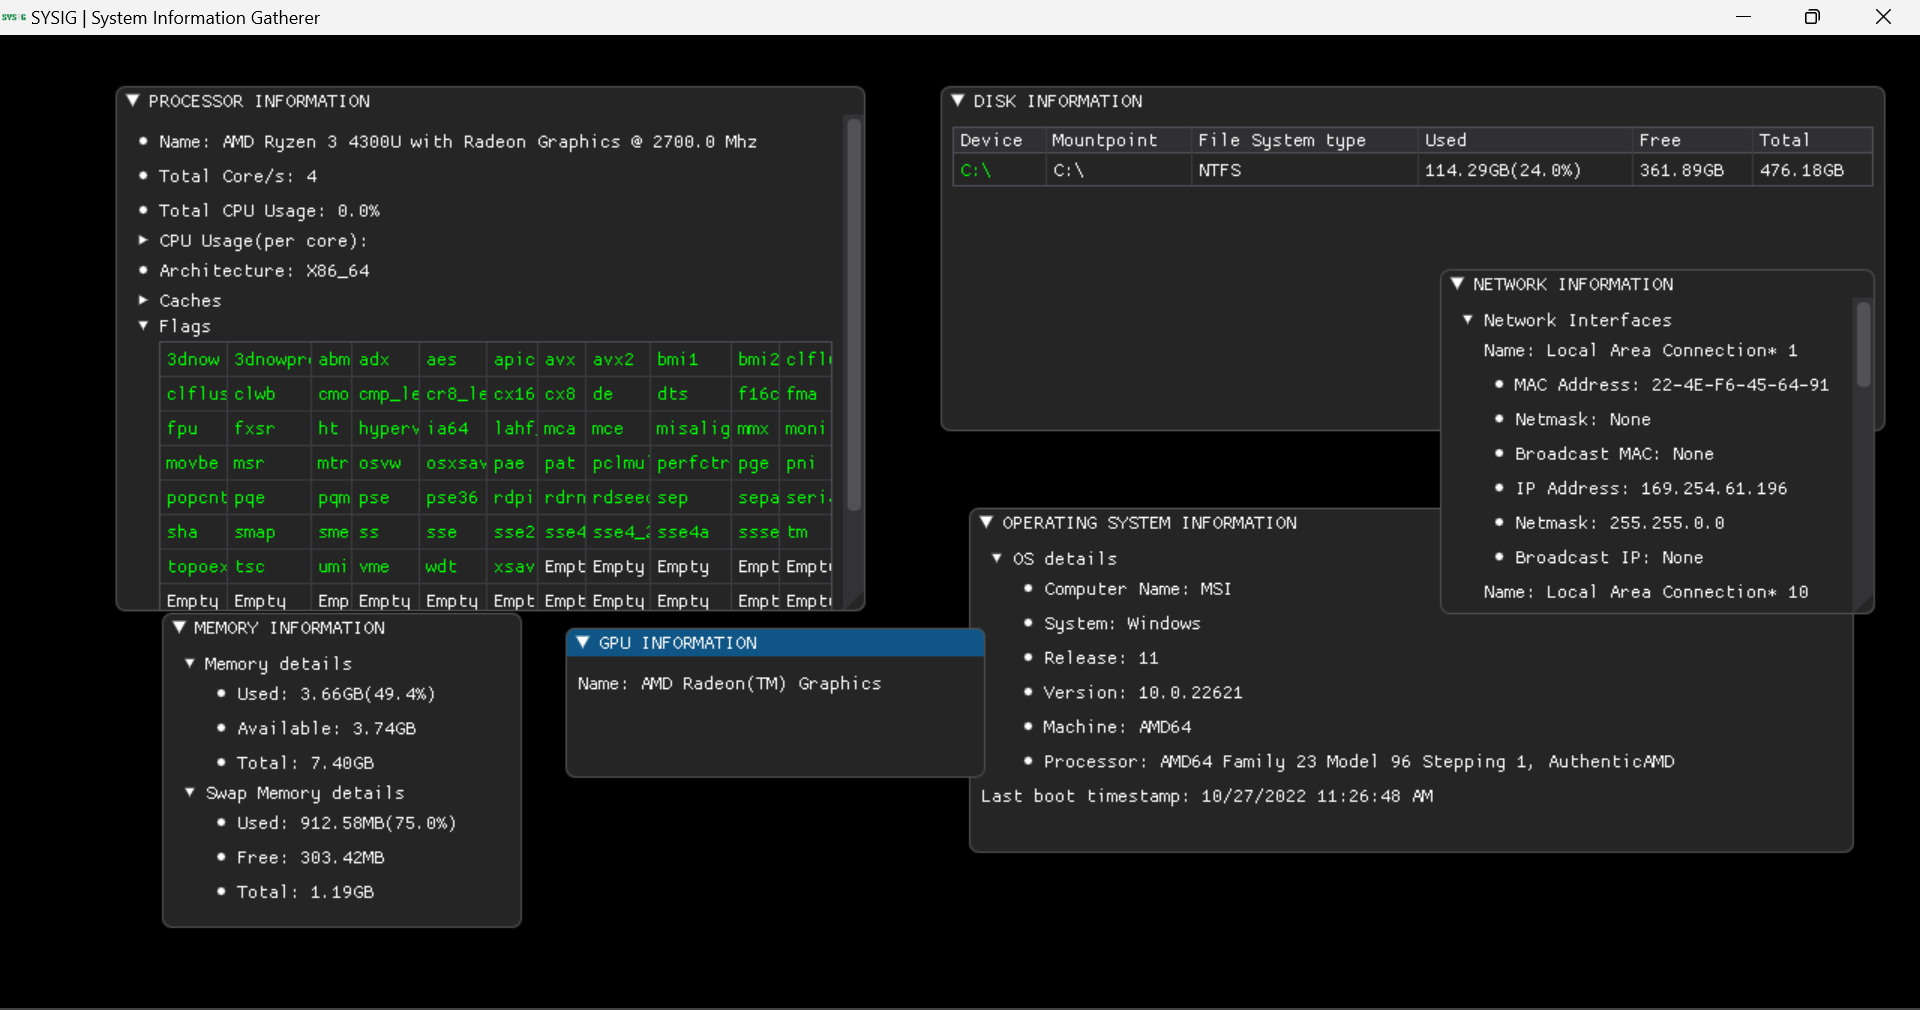 SYSIG | System Information Gatherer
PROCESSOR INFORMATION
Name: AMD Ryzen 3 4300U with Radeon Graphics @ 2700.0 Mhz
Total Core/s: 4
Total CPU Usage: 0.0%
CPU Usage(per core):
Architecture: X86_64
Caches
Flags
3dnow 3dnowpr abm adx aes apic avx avx2 bmi1 bmi2 clfl
clflus clwb cmo cmp_le cr8_le cx16 cx8 de dts f16c fma
fpu fxsr ht hyperv ia64 lahf mca mce misalig mmx moni
movbe msr mtr osvw osxsav pae pat pclmu perfctr pge pni
popcnt pqe pqm pse pse36 rdpi rdrn rdseed sep sepa seri
sha smap sme ss sse sse2 sse4 sse4_2 sse4a ssse tm
topoex tsc umi vme wdt xsav Empt Empty Empty Empt Empt
Empty Empty Emp Empty Empty Empt Empt Empty Empty Empt Empt
DISK INFORMATION
Device Mountpoint File System type Used Free Total
C:\ C:\ NTFS 114.29GB(24.0%) 361.89GB 476.18GB
NETWORK INFORMATION
Network Interfaces
Name: Local Area Connection* 1
MAC Address: 22-4E-F6-45-64-91
Netmask: None
Broadcast MAC: None
IP Address: 169.254.61.196
Netmask: 255.255.0.0
Broadcast IP: None
Name: Local Area Connection* 10
OPERATING SYSTEM INFORMATION
OS details
Computer Name: MSI
System: Windows
Release: 11
Version: 10.0.22621
Machine: AMD64
Processor: AMD64 Family 23 Model 96 Stepping 1, AuthenticAMD
Last boot timestamp: 10/27/2022 11:26:48 AM
MEMORY INFORMATION
Memory details
Used: 3.66GB(49.4%)
Available: 3.74GB
Total: 7.40GB
Swap Memory details
Used: 912.58MB(75.0%)
Free: 303.42MB
Total: 1.19GB
GPU INFORMATION
Name: AMD Radeon(TM) Graphics